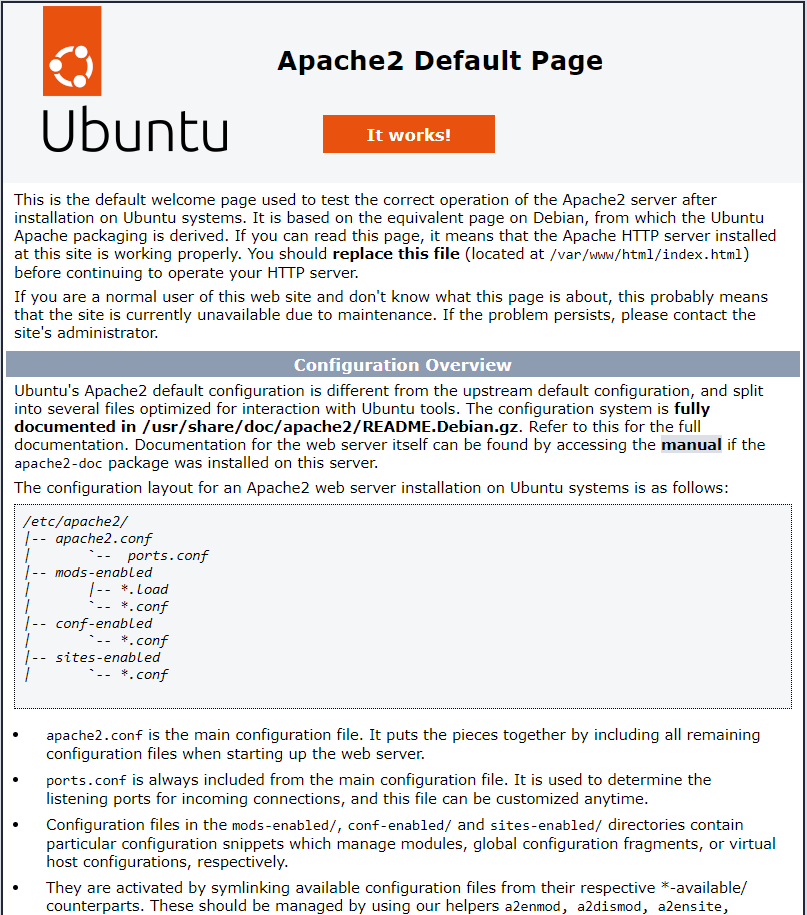 Apache2 Default Page
Ubuntu
It works!
This is the default welcome page used to test the correct operation of the Apache2 server after
installation on Ubuntu systems. It is based on the equivalent page on Debian, from which the Ubuntu
Apache packaging is derived. If you can read this page, it means that the Apache HTTP server installed
at this site is working properly. You should replace this file (located at /var/www/html/index.html)
before continuing to operate your HTTP server.
If you are a normal user of this web site and don't know what this page is about, this probably means
that the site is currently unavailable due to maintenance. If the problem persists, please contact the
site's administrator.
Configuration Overview
Ubuntu's Apache2 default configuration is different from the upstream default configuration, and split
into several files optimized for interaction with Ubuntu tools. The configuration system is fully
documented in /usr/share/doc/apache2/README.Debian.gz. Refer to this for the full
documentation. Documentation for the web server itself can be found by accessing the manual if the
apache2-doc package was installed on this server.
The configuration layout for an Apache2 web server installation on Ubuntu systems is as follows:
/etc/apache2/
|-- apache2.conf
|       `--  ports.conf
|-- mods-enabled
|       |-- *.load
|       `-- *.conf
|-- conf-enabled
|       `-- *.conf
|-- sites-enabled
|       `-- *.conf
• apache2.conf is the main configuration file. It puts the pieces together by including all remaining
configuration files when starting up the web server.
• ports.conf is always included from the main configuration file. It is used to determine the
listening ports for incoming connections, and this file can be customized anytime.
• Configuration files in the mods-enabled/, conf-enabled/ and sites-enabled/ directories contain
particular configuration snippets which manage modules, global configuration fragments, or virtual
host configurations, respectively.
• They are activated by symlinking available configuration files from their respective *-available/
counterparts. These should be managed by using our helpers a2enmod, a2dismod, a2ensite,